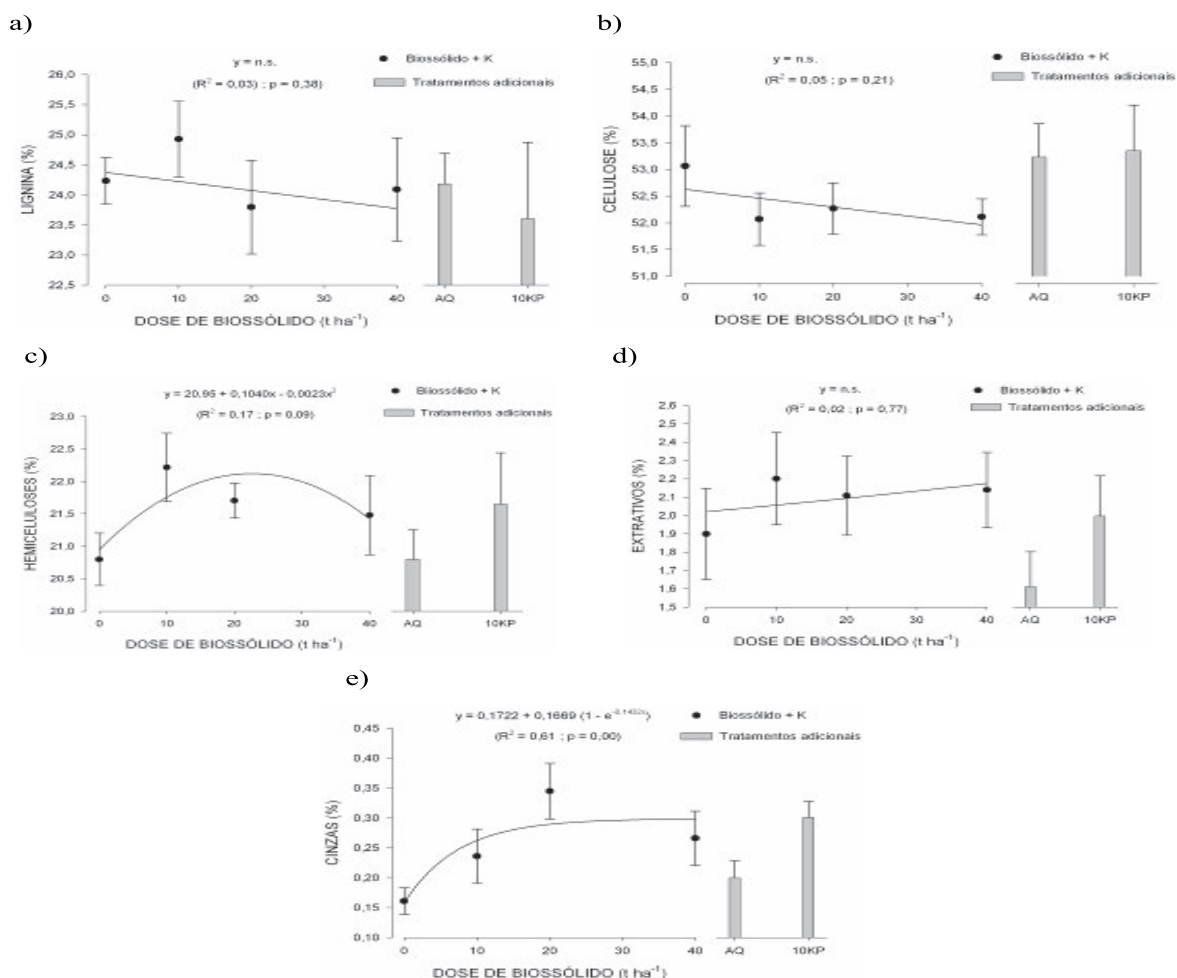 a)
y = n.s.
(R² = 0,03) ; p = 0,38)
Biossólido + K
Tratamentos adicionais
LIGNINA (%)
26,0
25,5
25,0
24,5
24,0
23,5
23,0
22,5
0 10 20 30 40 AQ 10KP
DOSE DE BIOSSÓLIDO (t ha⁻¹)
b)
y = n.s.
(R² = 0,05 ; p = 0,21)
Biossólido + K
Tratamentos adicionais
CELULOSE (%)
55,0
54,5
54,0
53,5
53,0
52,5
52,0
51,5
51,0
0 10 20 30 40 AQ 10KP
DOSE DE BIOSSÓLIDO (t ha⁻¹)
c)
y = 20,95 + 0,1040x - 0,0023x²
(R² = 0,17 ; p = 0,09)
Biiossólido + K
Tratamentos adicionais
HEMICELULOSES (%)
23,0
22,5
22,0
21,5
21,0
20,5
20,0
0 10 20 30 40 AQ 10KP
DOSE DE BIOSSÓLIDO (t ha⁻¹)
d)
y = n.s.
(R² = 0,02 ; p = 0,77)
Biossólido + K
Tratamentos adicionais
EXTRATIVOS (%)
2,6
2,5
2,4
2,3
2,2
2,1
2,0
1,9
1,8
1,7
1,6
1,5
0 10 20 30 40 AQ 10KP
DOSE DE BIOSSÓLIDO (t ha⁻¹)
e)
y = 0,1722 + 0,1669 (1 - e
(R² = 0,61 ; p = 0,00)
Biossólido + K
Tratamentos adicionais
CINZAS (%)
0,45
0,40
0,35
0,30
0,25
0,20
0,15
0,10
0 10 20 30 40 AQ 10KP
DOSE DE BIOSSÓLIDO (t ha⁻¹)